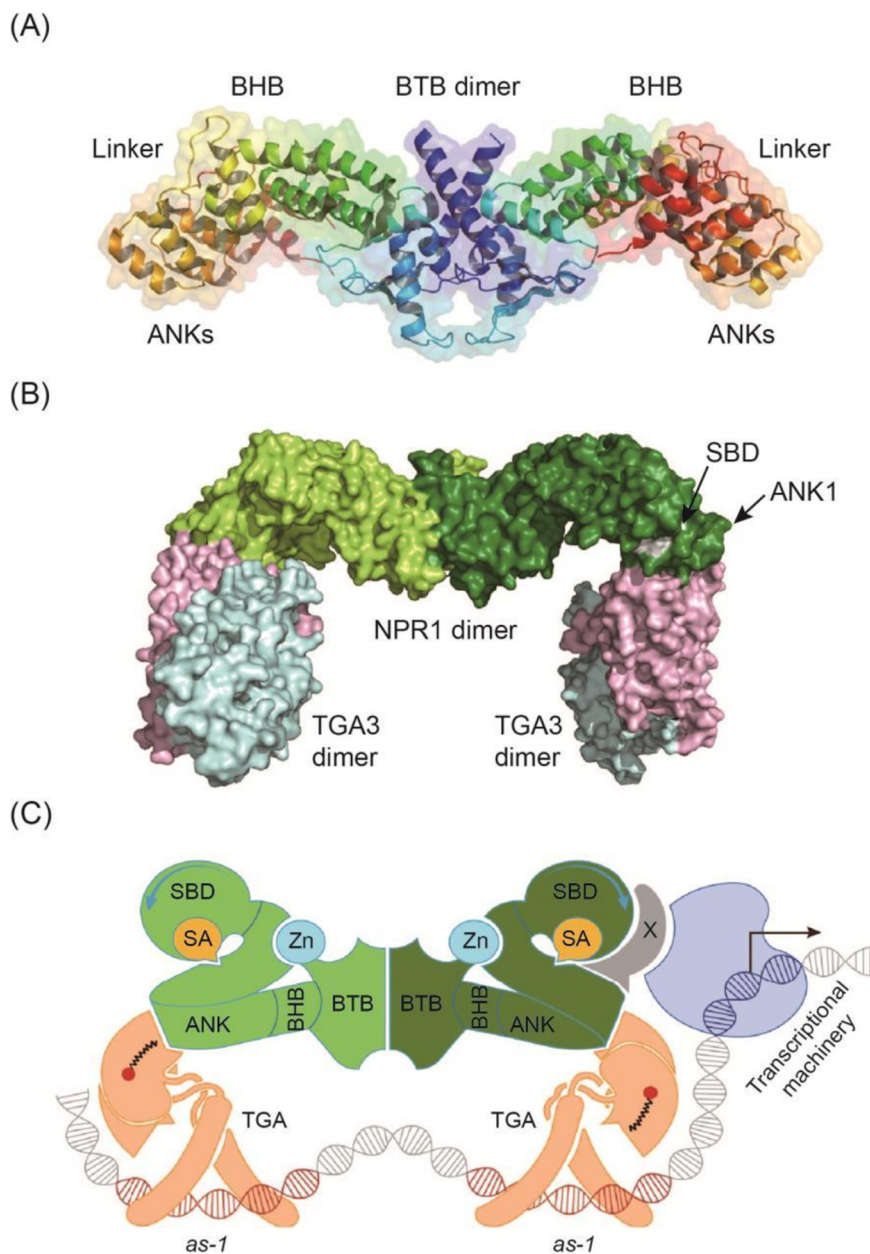 (A)
BHB BTB dimer BHB
Linker Linker
ANKs ANKs
(B)
SBD
ANK1
NPR1 dimer
TGA3
dimer
TGA3
dimer
(C)
SBD SBD
SA Zn Zn SA X
ANK BHB BTB BTB BHB ANK
Transcriptional
machinery
TGA TGA
as-1 as-1